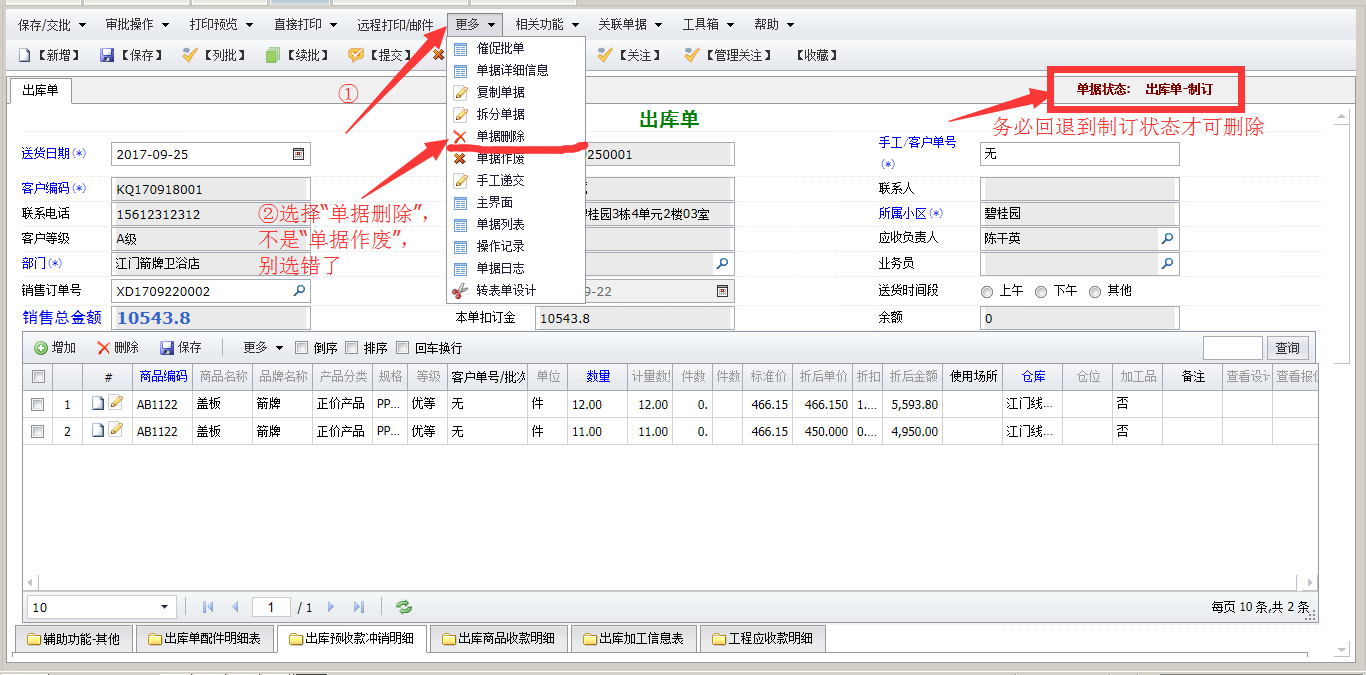 保存/交批 审批操作 打印预览 直接打印 远程打印/邮件 更多 相关功能 关联单据 工具箱 帮助
【新增】 【保存】 【列批】 【续批】 【提交】 【关注】 【管理关注】 【收藏】
催促批单
单据详细信息
复制单据
拆分单据
单据删除
单据作废
手工递交
主界面
单据列表
操作记录
单据日志
转表单设计
出库单
单据状态: 出库单-制订
①
务必回退到制订状态才可删除
②选择“单据删除”,
不是“单据作废”,
别选错了
出库单
送货日期(*) 2017-09-25 250001 手工/客户单号(*) 无
客户编码(*) KQ170918001 联系人
联系电话 15612312312 桂园3栋4单元2楼03室 所属小区(*) 碧桂园
客户等级 A级 应收负责人 陈干英
部门(*) 江门箭牌卫浴店 业务员
销售订单号 XD1709220002 9-22 送货时间段 上午 下午 其他
销售总金额 10543.8 本单扣订金 10543.8 余额 0
增加 删除 保存 更多 倒序 排序 回车换行 查询
# 商品编码 商品名称 品牌名称 产品分类 规格 等级 客户单号/批次 单位 数量 计量数 件数 件数 标准价 折后单价 折扣 折后金额 使用场所 仓库 仓位 加工品 备注 查看设计 查看报价
1 AB1122 盖板 箭牌 正价产品 PP... 优等 无 件 12.00 12.00 0. 466.15 466.150 1.... 5,593.80 江门线... 否
2 AB1122 盖板 箭牌 正价产品 PP... 优等 无 件 11.00 11.00 0. 466.15 450.000 0.... 4,950.00 江门线... 否
10 1 / 1 每页 10 条,共 2 条
辅助功能-其他 出库单配件明细表 出库预收款冲销明细 出库商品收款明细 出库加工信息表 工程应收款明细